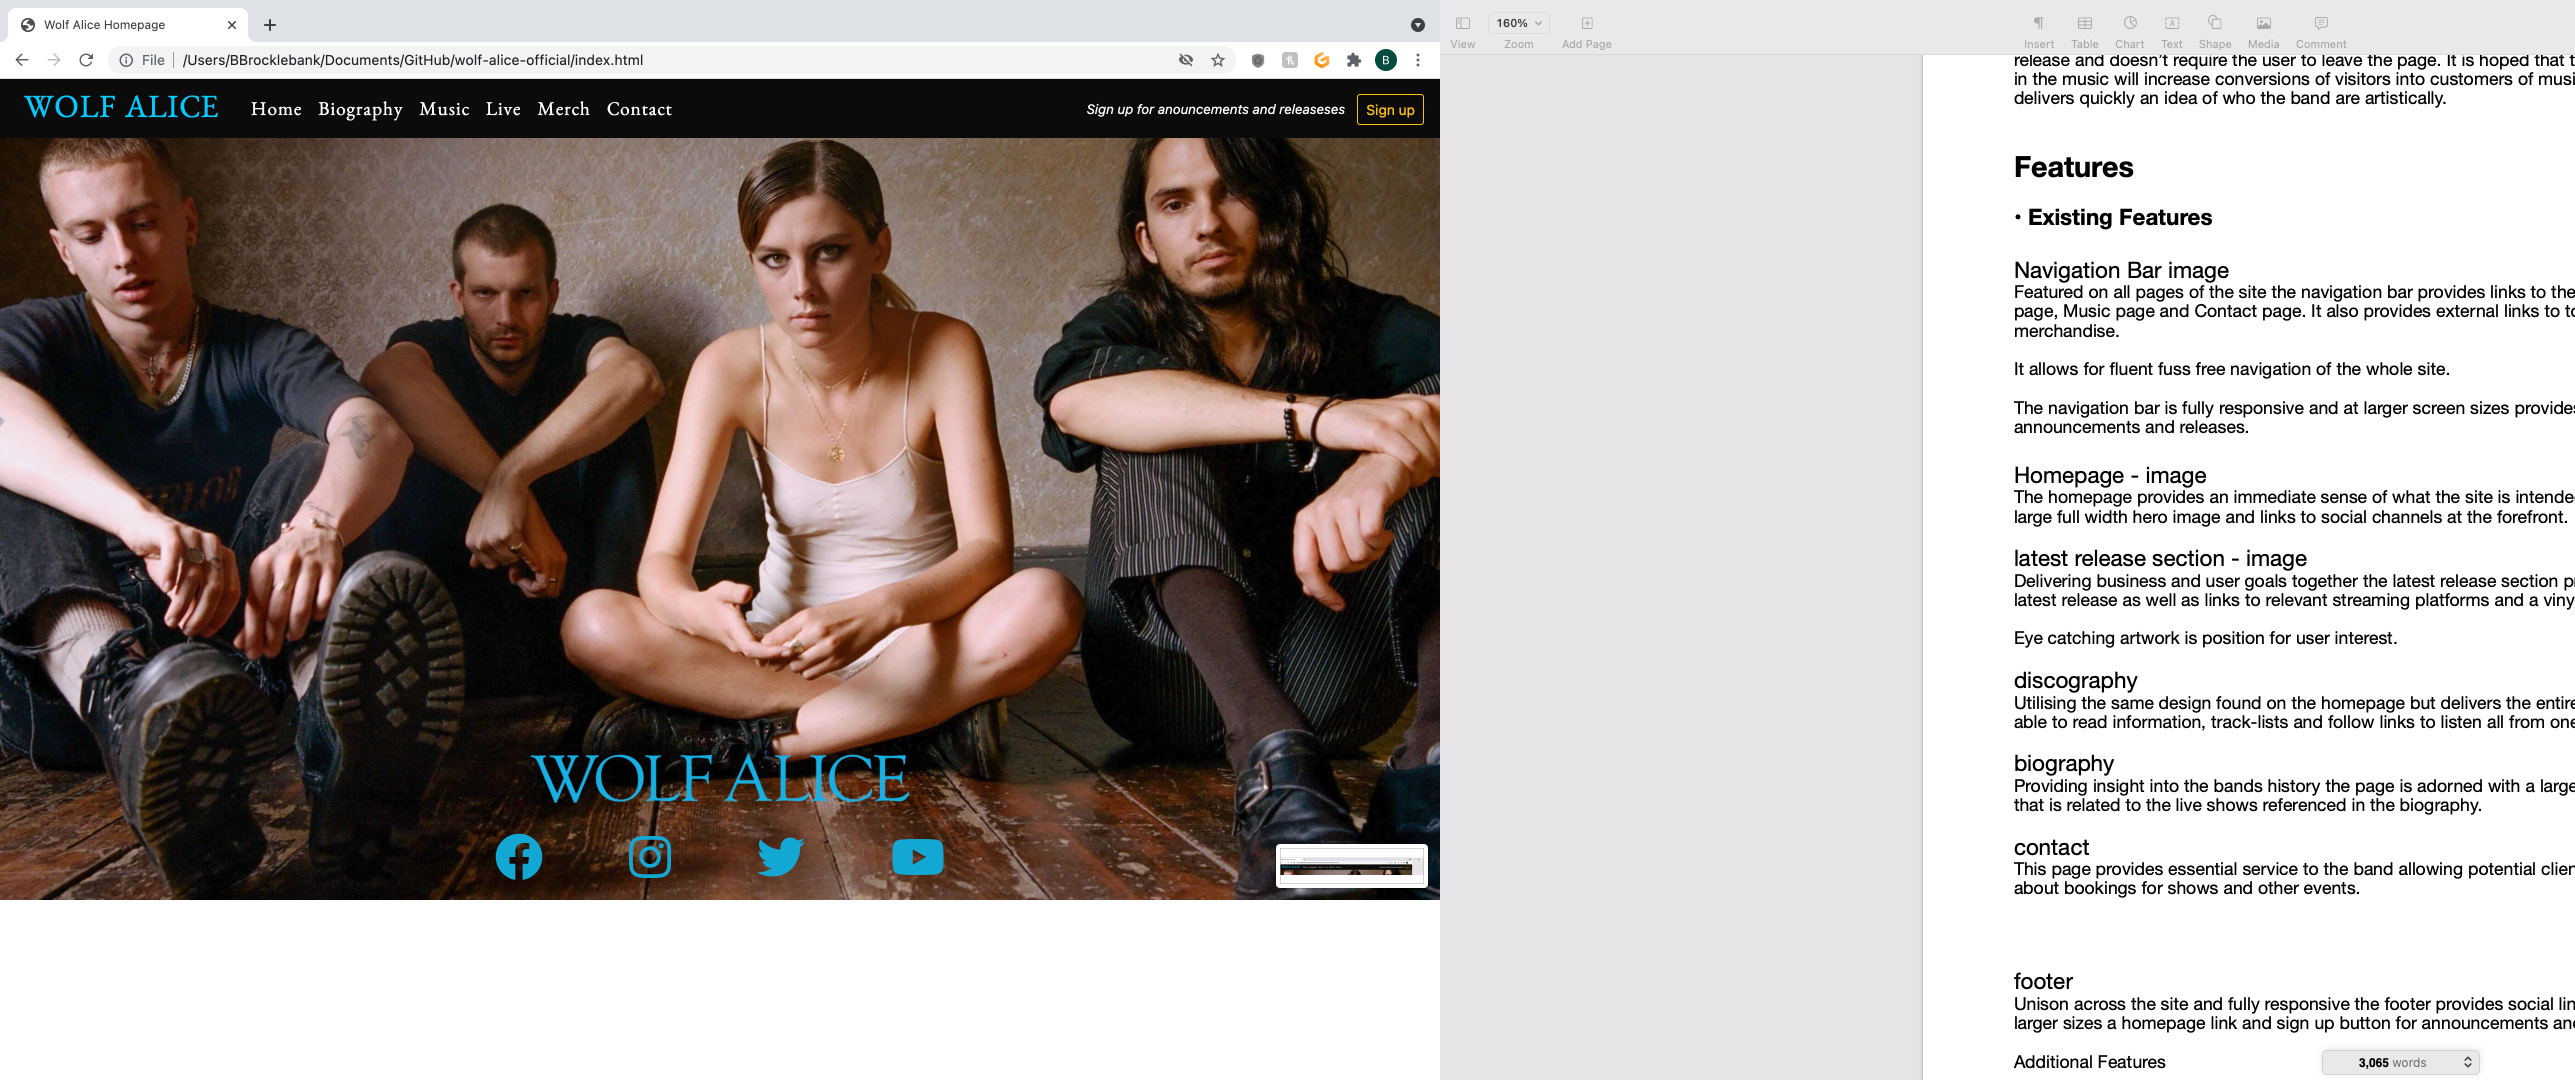 Wolf Alice Homepage
File /Users/BBrocklebank/Documents/GitHub/wolf-alice-official/index.html
B
WOLF ALICE Home Biography Music Live Merch Contact Sign up for anouncements and releaseses Sign up
WOLF ALICE
160%
View Zoom Add Page Insert Table Chart Text Shape Media Comment
release and doesn't require the user to leave the page. It is hoped that
in the music will increase conversions of visitors into customers of
delivers quickly an idea of who the band are artistically.
Features
• Existing Features
Navigation Bar image
Featured on all pages of the site the navigation bar provides links to the
page, Music page and Contact page. It also provides external links to
merchandise.
It allows for fluent fuss free navigation of the whole site.
The navigation bar is fully responsive and at larger screen sizes
announcements and releases.
Homepage - image
The homepage provides an immediate sense of what the site is
large full width hero image and links to social channels at the forefront.
latest release section - image
Delivering business and user goals together the latest release section
latest release as well as links to relevant streaming platforms and a
Eye catching artwork is position for user interest.
discography
Utilising the same design found on the homepage but delivers the
able to read information, track-lists and follow links to listen all from
biography
Providing insight into the bands history the page is adorned with a
that is related to the live shows referenced in the biography.
contact
This page provides essential service to the band allowing potential
about bookings for shows and other events.
footer
Unison across the site and fully responsive the footer provides social
larger sizes a homepage link and sign up button for announcements
Additional Features
3,065 words